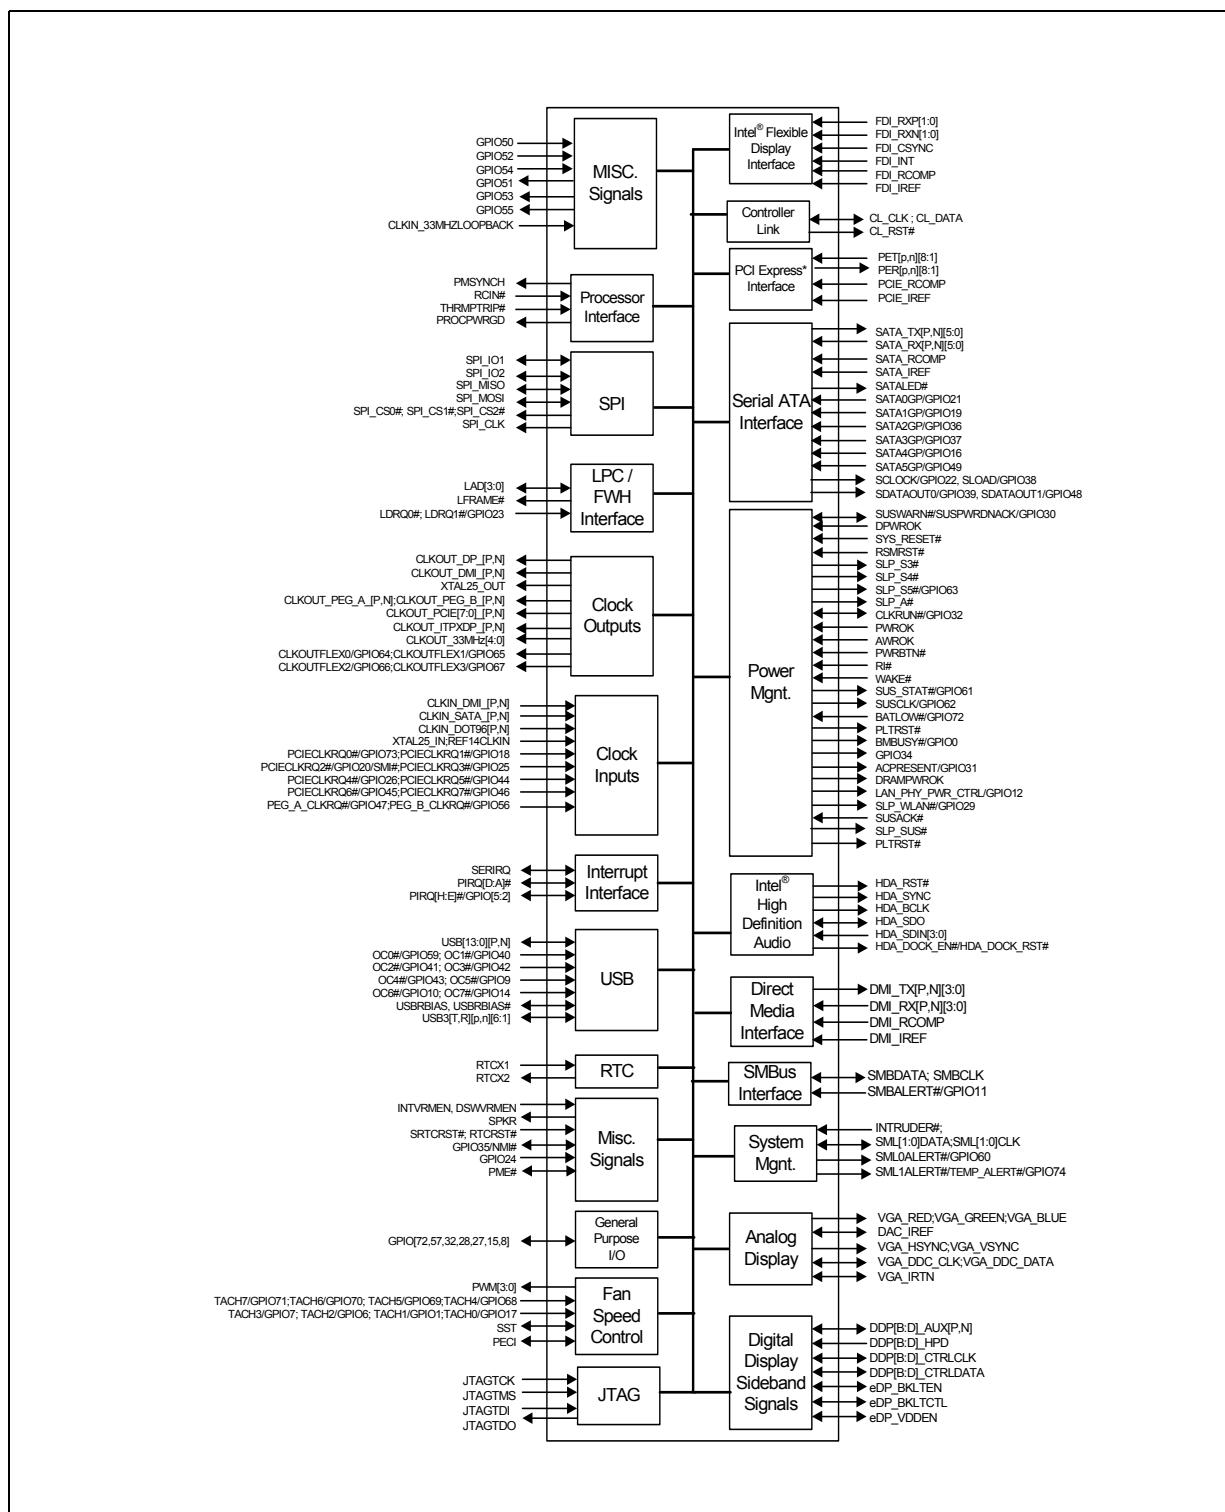 GPIO50
GPIO52
GPIO54
GPIO51
GPIO53
GPIO55
CLKIN_33MHZLOOPBACK
MISC.
Signals
PMSYNCH
RCIN#
THRMPTRIP#
PROCPWRGD
Processor
Interface
SPI_IO1
SPI_IO2
SPI_MISO
SPI_MOSI
SPI_CS0#; SPI_CS1#;SPI_CS2#
SPI_CLK
SPI
LAD[3:0]
LFRAME#
LDRQ0#; LDRQ1#/GPIO23
LPC /
FWH
Interface
CLKOUT_DP_[P,N]
CLKOUT_DMI_[P,N]
XTAL25_OUT
CLKOUT_PEG_A_[P,N];CLKOUT_PEG_B_[P,N]
CLKOUT_PCIE[7:0]_[P,N]
CLKOUT_ITPXDP_[P,N]
CLKOUT_33MHz[4:0]
CLKOUTFLEX0/GPIO64;CLKOUTFLEX1/GPIO65
CLKOUTFLEX2/GPIO66;CLKOUTFLEX3/GPIO67
Clock
Outputs
CLKIN_DMI_[P,N]
CLKIN_SATA_[P,N]
CLKIN_DOT96[P,N]
XTAL25_IN;REF14CLKIN
PCIECLKRQ0#/GPIO73;PCIECLKRQ1#/GPIO18
PCIECLKRQ2#/GPIO20/SMI#;PCIECLKRQ3#/GPIO25
PCIECLKRQ4#/GPIO26;PCIECLKRQ5#/GPIO44
PCIECLKRQ6#/GPIO45;PCIECLKRQ7#/GPIO46
PEG_A_CLKRQ#/GPIO47;PEG_B_CLKRQ#/GPIO56
Clock
Inputs
SERIRQ
PIRQ[D:A]#
PIRQ[H:E]#/GPIO[5:2]
Interrupt
Interface
USB[13:0][P,N]
OC0#/GPIO59; OC1#/GPIO40
OC2#/GPIO41; OC3#/GPIO42
OC4#/GPIO43; OC5#/GPIO9
OC6#/GPIO10; OC7#/GPIO14
USBRBIAS, USBRBIAS#
USB3[T,R][p,n][6:1]
USB
RTCX1
RTCX2
RTC
INTVRMEN, DSWVRMEN
SPKR
SRTCRST#; RTCRST#
GPIO35/NMI#
GPIO24
PME#
Misc.
Signals
GPIO[72,57,32,28,27,15,8]
General
Purpose
I/O
PWM[3:0]
TACH7/GPIO71;TACH6/GPIO70; TACH5/GPIO69;TACH4/GPIO68
TACH3/GPIO7; TACH2/GPIO6; TACH1/GPIO1;TACH0/GPIO17
SST
PECI
Fan
Speed
Control
JTAGTCK
JTAGTMS
JTAGTDI
JTAGTDO
JTAG
Intel® Flexible
Display
Interface
FDI_RXP[1:0]
FDI_RXN[1:0]
FDI_CSYNC
FDI_INT
FDI_RCOMP
FDI_IREF
Controller
Link
CL_CLK ; CL_DATA
CL_RST#
PCI Express*
Interface
PET[p,n][8:1]
PER[p,n][8:1]
PCIE_RCOMP
PCIE_IREF
Serial ATA
Interface
SATA_TX[P,N][5:0]
SATA_RX[P,N][5:0]
SATA_RCOMP
SATA_IREF
SATALED#
SATA0GP/GPIO21
SATA1GP/GPIO19
SATA2GP/GPIO36
SATA3GP/GPIO37
SATA4GP/GPIO16
SATA5GP/GPIO49
SCLOCK/GPIO22, SLOAD/GPIO38
SDATAOUT0/GPIO39, SDATAOUT1/GPIO48
Power
Mgnt.
SUSWARN#/SUSPWRDNACK/GPIO30
DPWROK
SYS_RESET#
RSMRST#
SLP_S3#
SLP_S4#
SLP_S5#/GPIO63
SLP_A#
CLKRUN#/GPIO32
PWROK
AWROK
PWRBTN#
RI#
WAKE#
SUS_STAT#/GPIO61
SUSCLK/GPIO62
BATLOW#/GPIO72
PLTRST#
BMBUSY#/GPIO0
GPIO34
ACPRESENT/GPIO31
DRAMPWROK
LAN_PHY_PWR_CTRL/GPIO12
SLP_WLAN#/GPIO29
SUSACK#
SLP_SUS#
PLTRST#
Intel®
High
Definition
Audio
HDA_RST#
HDA_SYNC
HDA_BCLK
HDA_SDO
HDA_SDIN[3:0]
HDA_DOCK_EN#/HDA_DOCK_RST#
Direct
Media
Interface
DMI_TX[P,N][3:0]
DMI_RX[P,N][3:0]
DMI_RCOMP
DMI_IREF
SMBus
Interface
SMBDATA; SMBCLK
SMBALERT#/GPIO11
System
Mgnt.
INTRUDER#;
SML[1:0]DATA;SML[1:0]CLK
SML0ALERT#/GPIO60
SML1ALERT#/TEMP_ALERT#/GPIO74
Analog
Display
VGA_RED;VGA_GREEN;VGA_BLUE
DAC_IREF
VGA_HSYNC;VGA_VSYNC
VGA_DDC_CLK;VGA_DDC_DATA
VGA_IRTN
Digital
Display
Sideband
Signals
DDP[B:D]_AUX[P,N]
DDP[B:D]_HPD
DDP[B:D]_CTRLCLK
DDP[B:D]_CTRLDATA
eDP_BKLTEN
eDP_BKLTCTL
eDP_VDDEN